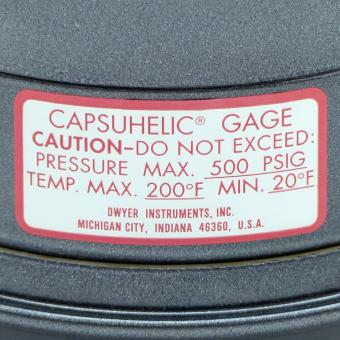 CAPSUHELIC® GAGE
CAUTION-DO NOT EXCEED:
PRESSURE MAX. 500 PSIG
TEMP. MAX. 200°F MIN. 20°F
DWYER INSTRUMENTS, INC.
MICHIGAN CITY, INDIANA 46360, U.S.A.